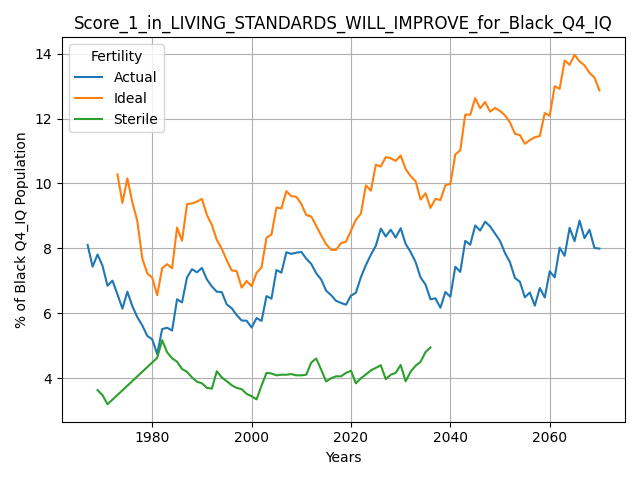 Score_1_in_LIVING_STANDARDS_WILL_IMPROVE_for_Black_Q4_IQ
Fertility
Actual
Ideal
Sterile
% of Black Q4_IQ Population
14
12
10
8
6
4
1980
2000
2020
2040
2060
Years